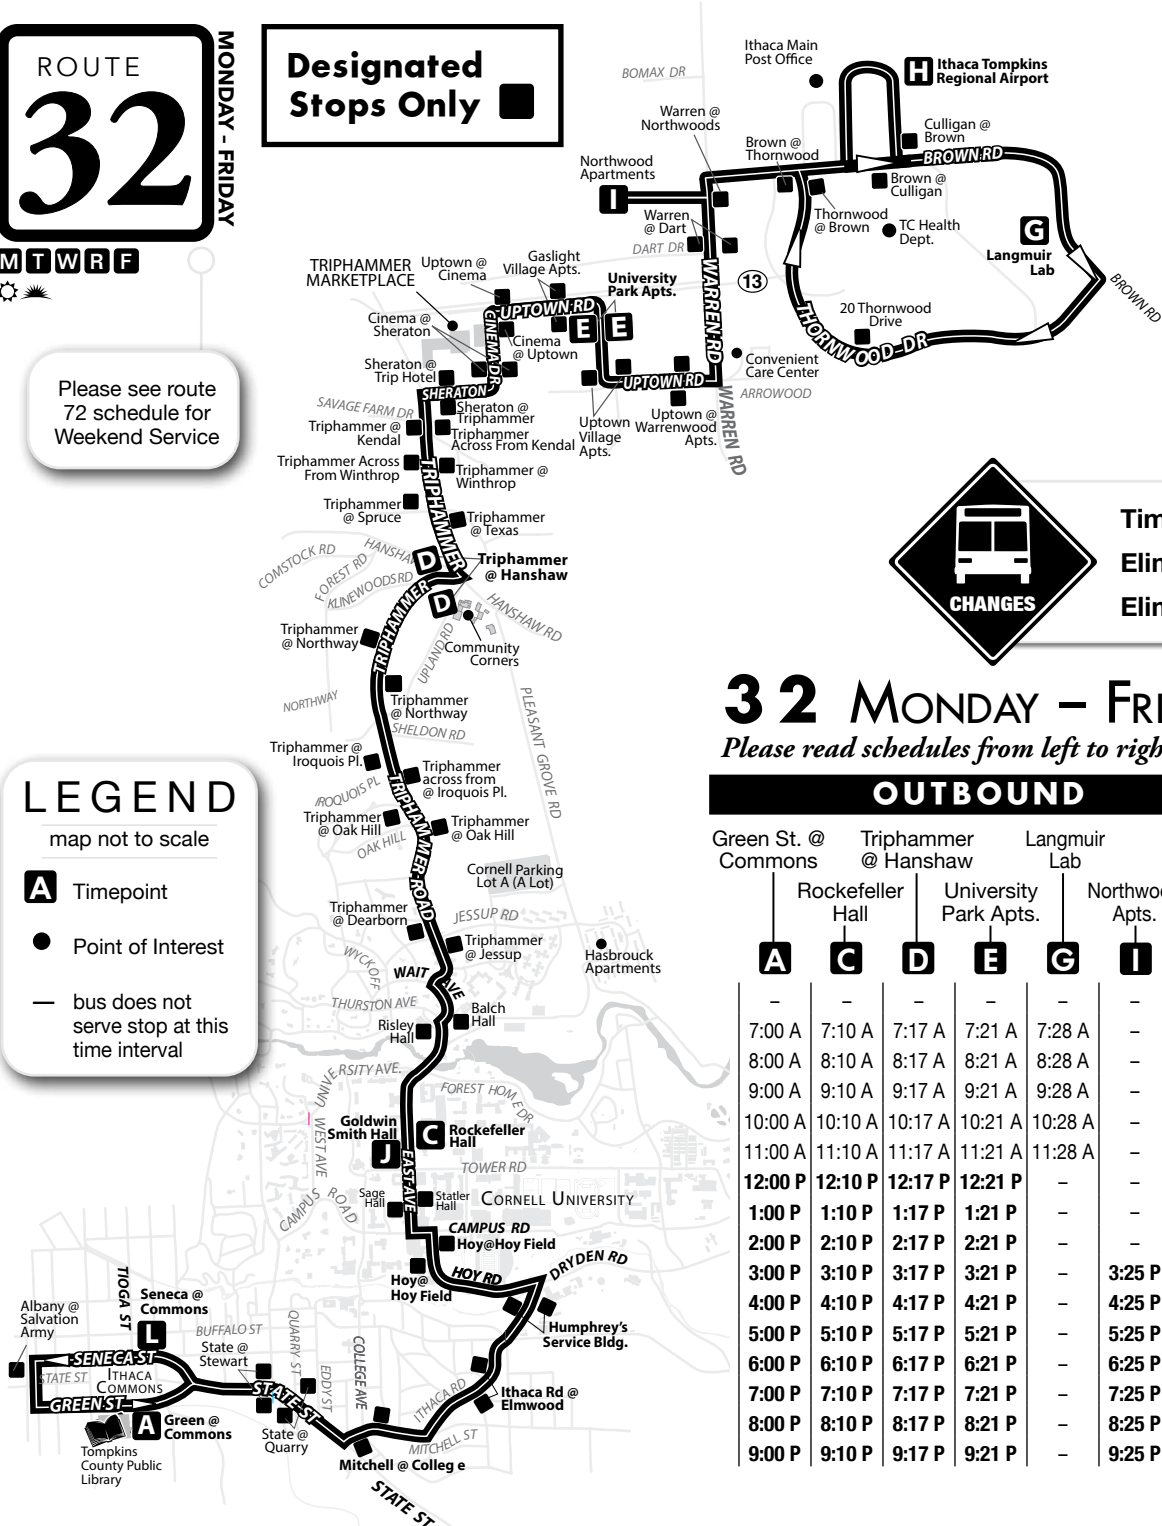 ROUTE
32
MONDAY - FRIDAY
M T W R F
Designated
Stops Only
Please see route
72 schedule for
Weekend Service
BOMAX DR
Ithaca Main
Post Office
H Ithaca Tompkins
Regional Airport
Warren @
Northwoods
Culligan @
Brown
Brown @
Thornwood
BROWN RD
Northwood
Apartments
I
Brown @
Culligan
Thornwood
@ Brown
Warren
@ Dart
TC Health
Dept.
G
Langmuir
Lab
DART DR
WARREN RD
13
BROWN RD
TRIPHAMMER
MARKETPLACE
Uptown @
Cinema
Gaslight
Village Apts.
University
Park Apts.
UPTOWN RD
E E
Cinema @
Sheraton
CINEMA DR
Cinema
@ Uptown
20 Thornwood
Drive
THORNWOOD DR
Sheraton @
Trip Hotel
Convenient
Care Center
SHERATON
UPTOWN RD
ARROWOOD
SAVAGE FARM DR
Sheraton @
Triphammer
Uptown
Village
Apts.
Uptown @
Warrenwood
Apts.
WARREN RD
Triphammer @
Kendal
Triphammer
Across From Kendal
Triphammer Across
From Winthrop
Triphammer @
Winthrop
TRIPHAMMER
Triphammer
@ Spruce
Triphammer
@ Texas
COMSTOCK RD
HANSHAW
FOREST RD
KLINEWOODS RD
D
Triphammer
@ Hanshaw
D
HANSHAW RD
TRIPHAMMER
Triphammer
@ Northway
UPLAND RD
Community
Corners
NORTHWAY
Triphammer
@ Northway
SHELDON RD
PLEASANT GROVE RD
Triphammer @
Iroquois Pl.
Triphammer
across from
@ Iroquois Pl.
IROQUOIS PL
Triphammer
@ Oak Hill
Triphammer
@ Oak Hill
OAK HILL
TRIPHAMMER ROAD
Cornell Parking
Lot A (A Lot)
Triphammer
@ Dearborn
JESSUP RD
Triphammer
@ Jessup
Hasbrouck
Apartments
WYCKOFF
WAIT AVE
THURSTON AVE
Balch
Hall
Risley
Hall
UNIVERSITY AVE.
FOREST HOME DR
WEST AVE
Goldwin
Smith Hall
J
C
Rockefeller
Hall
EAST AVE
TOWER RD
Sage
Hall
Statler
Hall
CORNELL UNIVERSITY
CAMPUS ROAD
CAMPUS RD
Hoy@Hoy Field
Hoy@
Hoy Field
HOY RD
DRYDEN RD
Humphrey's
Service Bldg.
TIOGA ST
Seneca @
Commons
L
Albany @
Salvation
Army
BUFFALO ST
QUARRY ST
State @
Stewart
SENECA ST
STATE ST
ITHACA
COMMONS
EDDY ST
COLLEGE AVE
GREEN ST
STATE ST
ITHACA RD
Ithaca Rd @
Elmwood
A
Green @
Commons
State @
Quarry
MITCHELL ST
Tompkins
County Public
Library
Mitchell @ Colleg e
STATE ST
LEGEND
map not to scale
A Timepoint
Point of Interest
— bus does not
serve stop at this
time interval
CHANGES
Tim
Elin
Elin
32 MONDAY – FRI
Please read schedules from left to righ
OUTBOUND
Green St. @
Commons
Triphammer
@ Hanshaw
Langmuir
Lab
Rockefeller
Hall
University
Park Apts.
Northwoo
Apts.
A C D E G I
– – – – – –
7:00 A 7:10 A 7:17 A 7:21 A 7:28 A –
8:00 A 8:10 A 8:17 A 8:21 A 8:28 A –
9:00 A 9:10 A 9:17 A 9:21 A 9:28 A –
10:00 A 10:10 A 10:17 A 10:21 A 10:28 A –
11:00 A 11:10 A 11:17 A 11:21 A 11:28 A –
12:00 P 12:10 P 12:17 P 12:21 P – –
1:00 P 1:10 P 1:17 P 1:21 P – –
2:00 P 2:10 P 2:17 P 2:21 P – –
3:00 P 3:10 P 3:17 P 3:21 P – 3:25 P
4:00 P 4:10 P 4:17 P 4:21 P – 4:25 P
5:00 P 5:10 P 5:17 P 5:21 P – 5:25 P
6:00 P 6:10 P 6:17 P 6:21 P – 6:25 P
7:00 P 7:10 P 7:17 P 7:21 P – 7:25 P
8:00 P 8:10 P 8:17 P 8:21 P – 8:25 P
9:00 P 9:10 P 9:17 P 9:21 P – 9:25 P